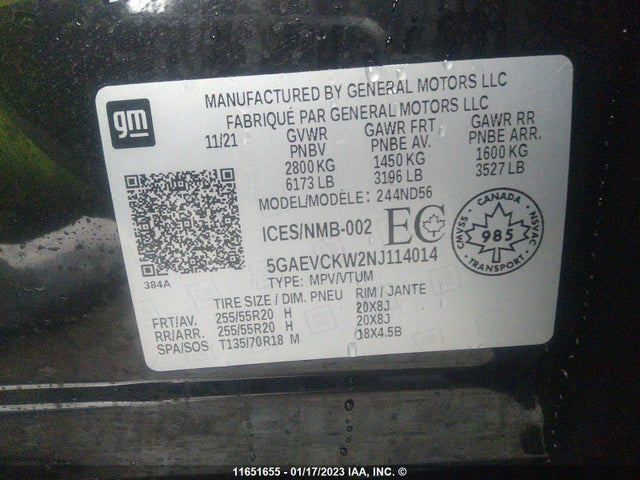 gm
MANUFACTURED BY GENERAL MOTORS LLC
FABRIQUÉ PAR GENERAL MOTORS LLC
11/21 GVWR GAWR FRT GAWR RR
PNBV PNBE AV. PNBE ARR.
2800 KG 1450 KG 1600 KG
6173 LB 3196 LB 3527 LB
MODEL/MODÈLE: 244ND56
ICES/NMB-002 EC
CANADA
CMVSS 985 NSVAC
TRANSPORT
5GAEVCKW2NJ114014
384A
TYPE: MPV/VTUM
TIRE SIZE / DIM. PNEU RIM / JANTE
FRT/AV. 255/55R20 H 20X8J
RR/ARR. 255/55R20 H 20X8J
SPA/SOS T135/70R18 M 18X4.5B
11651655 - 01/17/2023 IAA, INC. ©